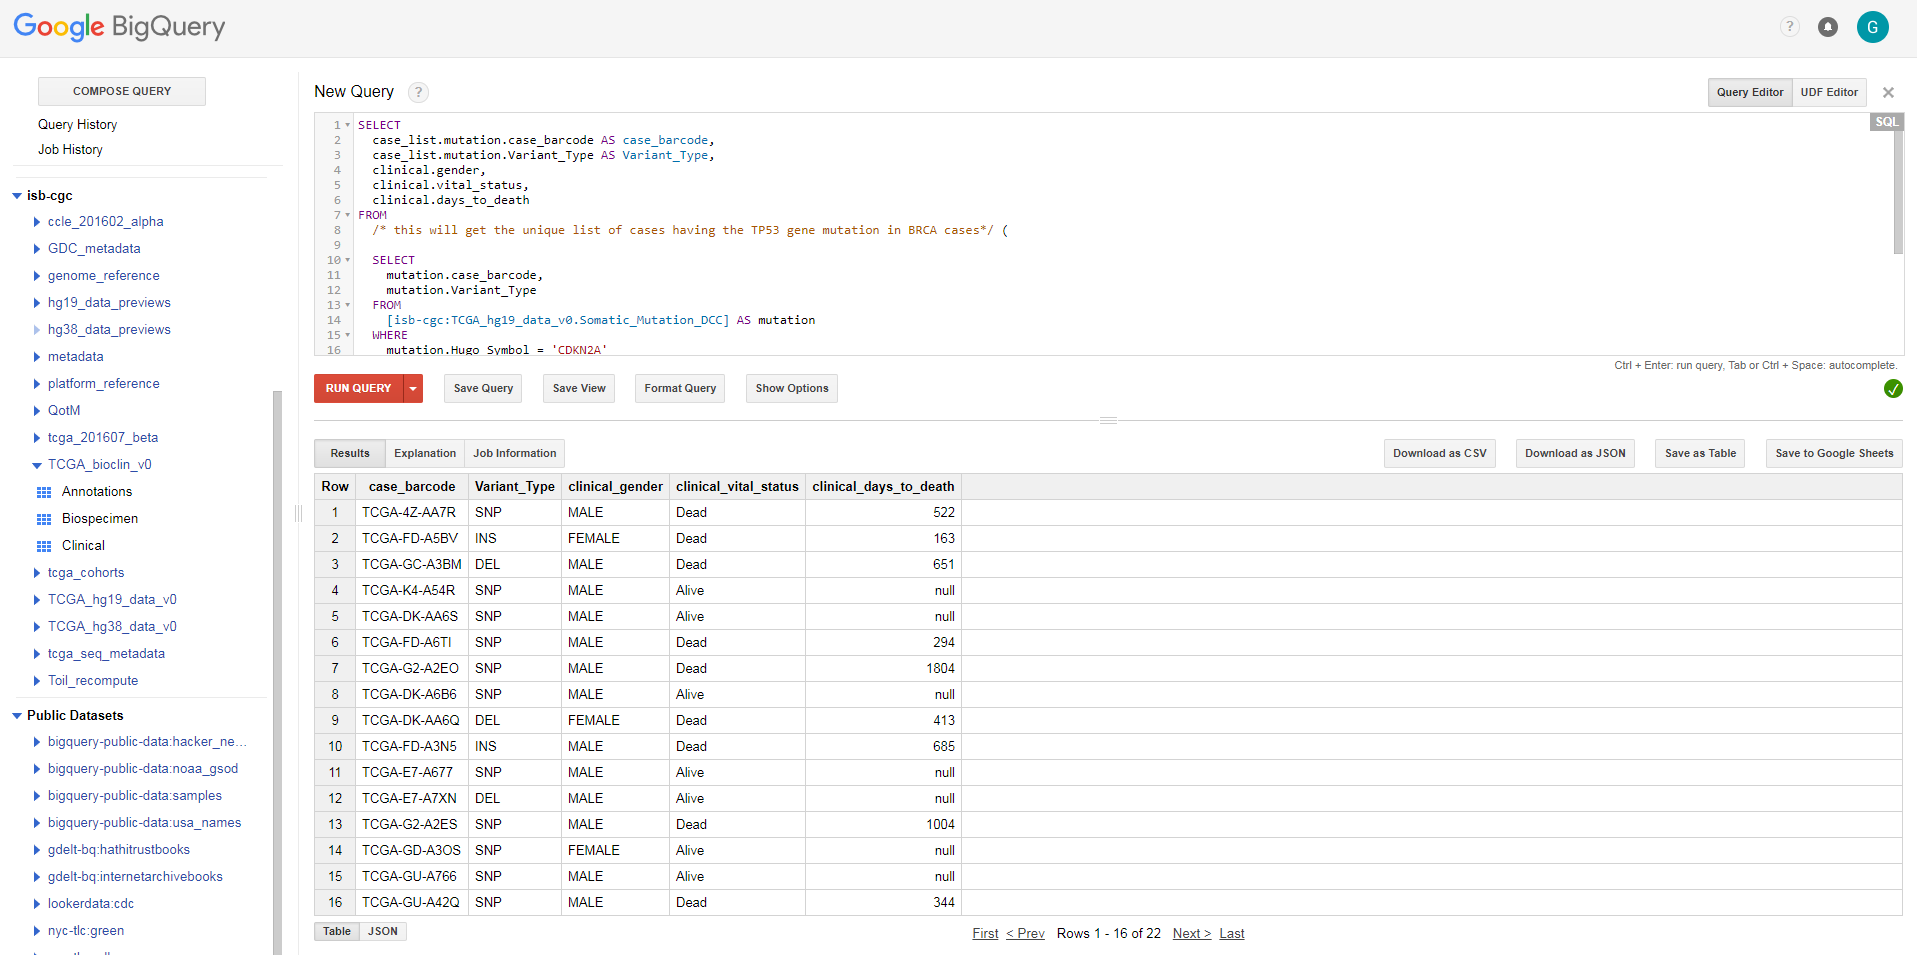 Google BigQuery
?
G
COMPOSE QUERY
Query History
Job History
isb-cgc
ccle_201602_alpha
GDC_metadata
genome_reference
hg19_data_previews
hg38_data_previews
metadata
platform_reference
QotM
tcga_201607_beta
TCGA_bioclin_v0
Annotations
Biospecimen
Clinical
tcga_cohorts
TCGA_hg19_data_v0
TCGA_hg38_data_v0
tcga_seq_metadata
Toil_recompute
Public Datasets
bigquery-public-data:hacker_ne...
bigquery-public-data:noaa_gsod
bigquery-public-data:samples
bigquery-public-data:usa_names
gdelt-bq:hathitrustbooks
gdelt-bq:internetarchivebooks
lookerdata:cdc
nyc-tlc:green
New Query ?
Query Editor UDF Editor
SQL
1 SELECT
2 case_list.mutation.case_barcode AS case_barcode,
3 case_list.mutation.Variant_Type AS Variant_Type,
4 clinical.gender,
5 clinical.vital_status,
6 clinical.days_to_death
7 FROM
8 /* this will get the unique list of cases having the TP53 gene mutation in BRCA cases*/ (
9
10 SELECT
11 mutation.case_barcode,
12 mutation.Variant_Type
13 FROM
14 [isb-cgc:TCGA_hg19_data_v0.Somatic_Mutation_DCC] AS mutation
15 WHERE
16 mutation.Hugo_Symbol = 'CDKN2A'
Ctrl + Enter: run query, Tab or Ctrl + Space: autocomplete.
RUN QUERY Save Query Save View Format Query Show Options
Results Explanation Job Information Download as CSV Download as JSON Save as Table Save to Google Sheets
Row case_barcode Variant_Type clinical_gender clinical_vital_status clinical_days_to_death
1 TCGA-4Z-AA7R SNP MALE Dead 522
2 TCGA-FD-A5BV INS FEMALE Dead 163
3 TCGA-GC-A3BM DEL MALE Dead 651
4 TCGA-K4-A54R SNP MALE Alive null
5 TCGA-DK-AA6S SNP MALE Alive null
6 TCGA-FD-A6TI SNP MALE Dead 294
7 TCGA-G2-A2EO SNP MALE Dead 1804
8 TCGA-DK-A6B6 SNP MALE Alive null
9 TCGA-DK-AA6Q DEL FEMALE Dead 413
10 TCGA-FD-A3N5 INS MALE Dead 685
11 TCGA-E7-A677 SNP MALE Alive null
12 TCGA-E7-A7XN DEL MALE Alive null
13 TCGA-G2-A2ES SNP MALE Dead 1004
14 TCGA-GD-A3OS SNP FEMALE Alive null
15 TCGA-GU-A766 SNP MALE Alive null
16 TCGA-GU-A42Q SNP MALE Dead 344
Table JSON First < Prev Rows 1 - 16 of 22 Next > Last